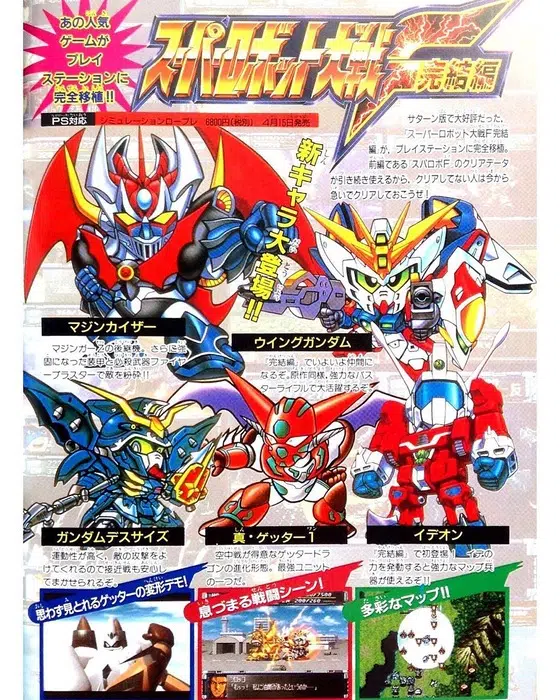 あの人気
ゲームが
プレイ
ステーションに
完全移植!!
スーパーロボット大戦F
完結編
PS対応
シミュレーションロープレ 6800円(税別) 4月15日発売
サターン版で大好評だった、
「スーパーロボット大戦F完結
編」が、プレイステーションに完全移植。
前編である『スパロボF』のクリアデータ
が引き続き使えるから、クリアしてない人は今から
急いでクリアしておこうぜ!
新キャラ大登場!!
マジンカイザー
マジンガーZの後継機。さらに強
固になった装甲と必殺武器ファイヤ
ーブラスターで敵を粉砕!!
ウイングガンダム
『完結編』でいよいよ仲間に
なるぞ。原作同様、強力なバス
ターライフルで大活躍するぞ。
ガンダムデスサイズ
運動性が高く、敵の攻撃をよ
けてくれるので接近戦も安心し
てまかせられるぞ。
真・ゲッター1
空中戦が得意なゲッタードラ
ゴンの進化形態。最強ユニット
の一つだ。
イデオン
『完結編』で初登場!イデの
力を発動すると強力なマップ兵
器が使えるぞ!!
思わず見とれるゲッターの変形デモ!
息づまる戦闘シーン!
多彩なマップ!!